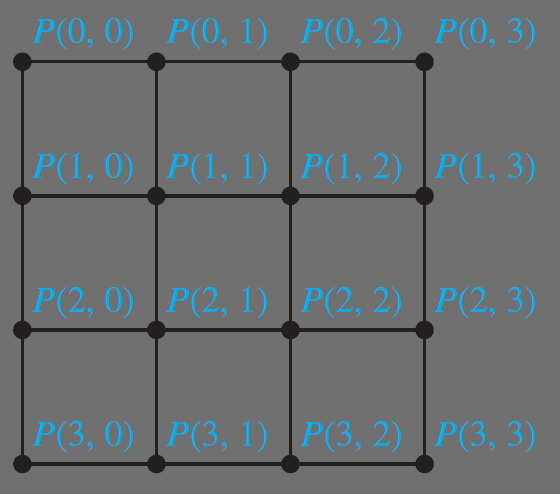 P(0, 0) P(0, 1) P(0, 2) P(0, 3)
P(1, 0) P(1, 1) P(1, 2) P(1, 3)
P(2, 0) P(2, 1) P(2, 2) P(2, 3)
P(3, 0) P(3, 1) P(3, 2) P(3, 3)